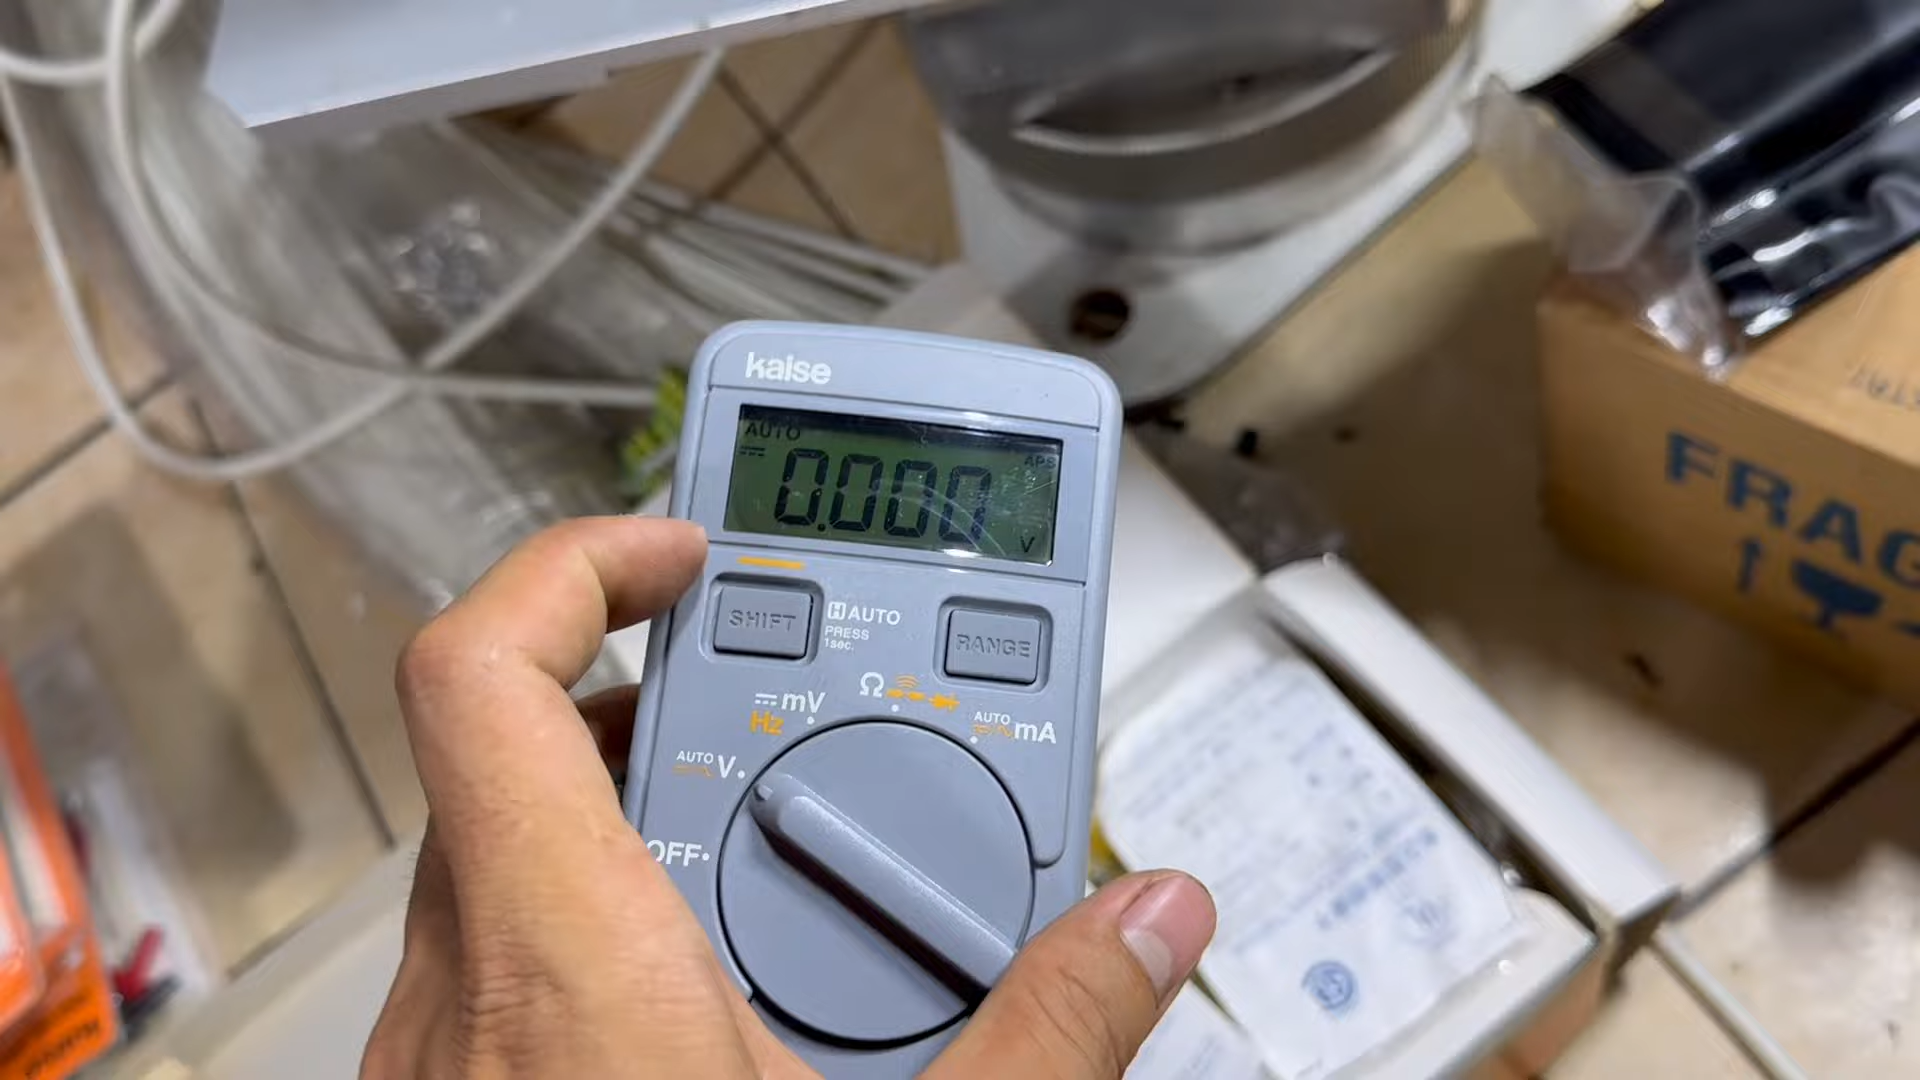 kaise
AUTO
APS
0.000
V
SHIFT
H AUTO
PRESS
1sec.
RANGE
mV
Hz
Ω
AUTO
mA
AUTO
V
OFF
FRAG